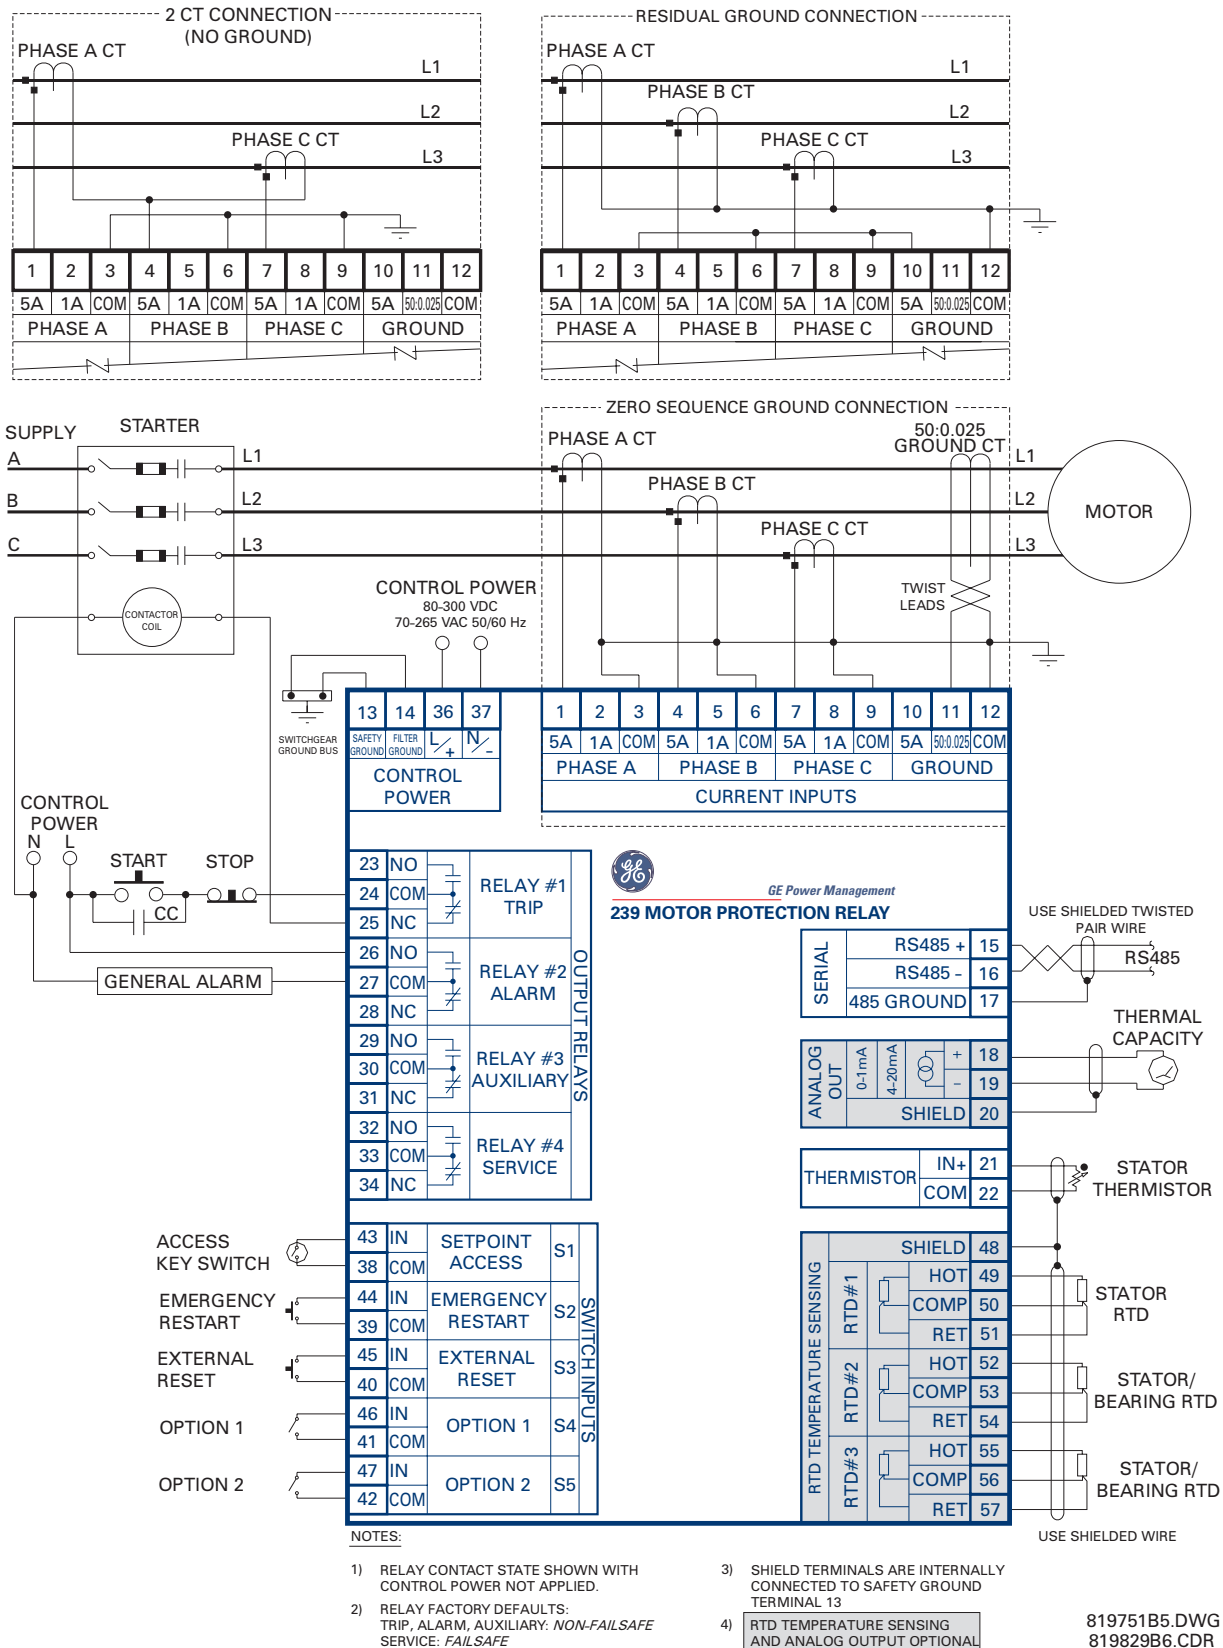 2 CT CONNECTION
(NO GROUND)
PHASE A CT
L1
L2
PHASE C CT
L3
1 2 3 4 5 6 7 8 9 10 11 12
5A 1A COM 5A 1A COM 5A 1A COM 5A 50:0.025 COM
PHASE A PHASE B PHASE C GROUND
RESIDUAL GROUND CONNECTION
PHASE A CT
L1
PHASE B CT
L2
PHASE C CT
L3
1 2 3 4 5 6 7 8 9 10 11 12
5A 1A COM 5A 1A COM 5A 1A COM 5A 50:0.025 COM
PHASE A PHASE B PHASE C GROUND
ZERO SEQUENCE GROUND CONNECTION
SUPPLY
STARTER
A
B
C
L1
L2
L3
CONTACTOR
COIL
PHASE A CT
PHASE B CT
PHASE C CT
50:0.025
GROUND CT
L1
L2
L3
MOTOR
TWIST
LEADS
CONTROL POWER
80-300 VDC
70-265 VAC 50/60 Hz
SWITCHGEAR
GROUND BUS
13 14 36 37
SAFETY
GROUND
FILTER
GROUND
L/+
N/-
CONTROL
POWER
1 2 3 4 5 6 7 8 9 10 11 12
5A 1A COM 5A 1A COM 5A 1A COM 5A 50:0.025 COM
PHASE A PHASE B PHASE C GROUND
CURRENT INPUTS
CONTROL
POWER
N L
START
STOP
CC
GENERAL ALARM
23 NO
24 COM
25 NC
RELAY #1
TRIP
26 NO
27 COM
28 NC
RELAY #2
ALARM
29 NO
30 COM
31 NC
RELAY #3
AUXILIARY
32 NO
33 COM
34 NC
RELAY #4
SERVICE
OUTPUT RELAYS
GE
GE Power Management
239 MOTOR PROTECTION RELAY
SERIAL
RS485 + 15
RS485 - 16
485 GROUND 17
USE SHIELDED TWISTED
PAIR WIRE
RS485
ANALOG
OUT
0-1mA
4-20mA
+ 18
- 19
SHIELD 20
THERMAL
CAPACITY
THERMISTOR
IN+ 21
COM 22
STATOR
THERMISTOR
ACCESS
KEY SWITCH
43 IN
38 COM
SETPOINT
ACCESS
S1
EMERGENCY
RESTART
44 IN
39 COM
EMERGENCY
RESTART
S2
EXTERNAL
RESET
45 IN
40 COM
EXTERNAL
RESET
S3
OPTION 1
46 IN
41 COM
OPTION 1
S4
OPTION 2
47 IN
42 COM
OPTION 2
S5
SWITCH INPUTS
RTD TEMPERATURE SENSING
SHIELD 48
RTD#1
HOT 49
COMP 50
RET 51
STATOR
RTD
RTD#2
HOT 52
COMP 53
RET 54
STATOR/
BEARING RTD
RTD#3
HOT 55
COMP 56
RET 57
STATOR/
BEARING RTD
USE SHIELDED WIRE
NOTES:
1) RELAY CONTACT STATE SHOWN WITH
CONTROL POWER NOT APPLIED.
2) RELAY FACTORY DEFAULTS:
TRIP, ALARM, AUXILIARY: NON-FAILSAFE
SERVICE: FAILSAFE
3) SHIELD TERMINALS ARE INTERNALLY
CONNECTED TO SAFETY GROUND
TERMINAL 13
4) RTD TEMPERATURE SENSING
AND ANALOG OUTPUT OPTIONAL
819751B5.DWG
819829B6.CDR